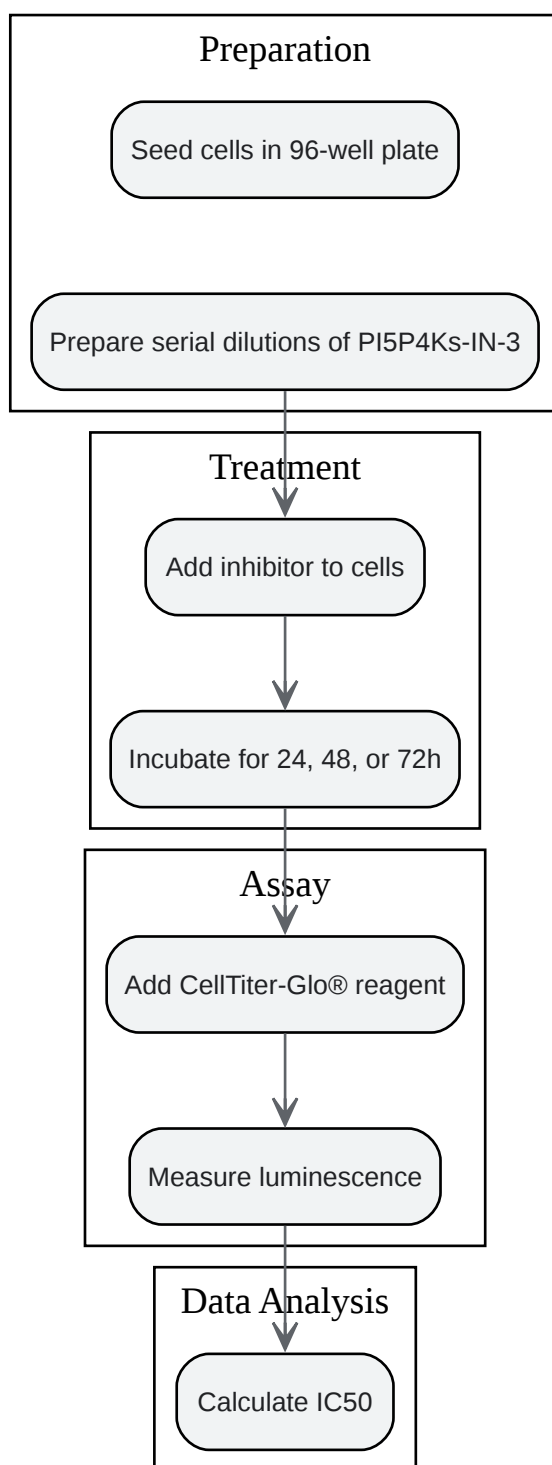 Preparation
Seed cells in 96-well plate
Prepare serial dilutions of PI5P4Ks-IN-3
Treatment
Add inhibitor to cells
Incubate for 24, 48, or 72h
Assay
Add CellTiter-Glo® reagent
Measure luminescence
Data Analysis
Calculate IC50